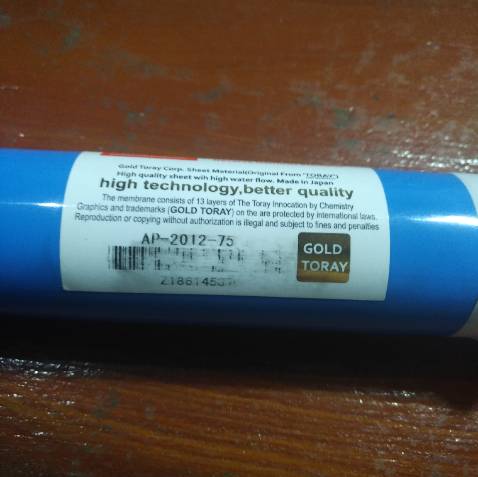 Gold Toray Corp. Sheet Material(Original From "TORAY")
High quality sheet wih high water flow. Made In Japan
high technology,better quality
The membrane consists of 13 layers of The Toray Innocation by Chemistry
Graphics and trademarks (GOLD TORAY) on the are protected by international laws.
Reproduction or copying without authorization is illegal and subject to fines and penalties
AP-2012-75
GOLD
TORAY